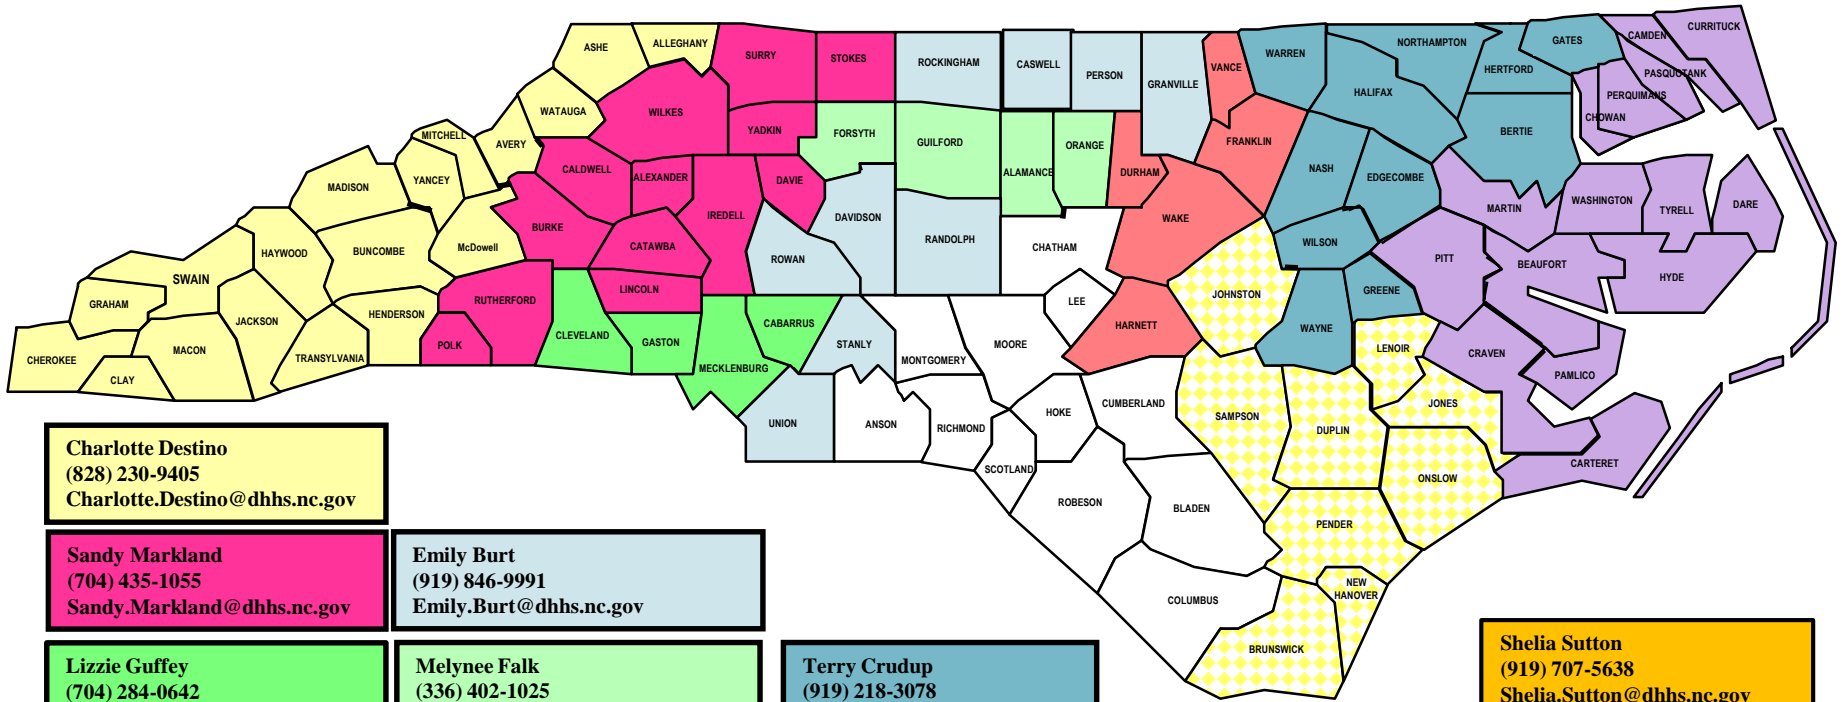 CURRITUCK
CAMDEN
GATES
NORTHAMPTON
ASHE
ALLEGHANY
SURRY
STOKES
ROCKINGHAM
CASWELL
PERSON
GRANVILLE
VANCE
WARREN
HERTFORD
PASQUOTANK
HALIFAX
PERQUIMANS
WATAUGA
WILKES
YADKIN
FORSYTH
GUILFORD
ALAMANCE
ORANGE
DURHAM
FRANKLIN
CHOWAN
BERTIE
MITCHELL
AVERY
CALDWELL
ALEXANDER
DAVIE
NASH
EDGECOMBE
MADISON
YANCEY
IREDELL
DAVIDSON
WAKE
MARTIN
WASHINGTON
TYRELL
DARE
BURKE
CATAWBA
RANDOLPH
CHATHAM
WILSON
HAYWOOD
BUNCOMBE
McDowell
ROWAN
PITT
BEAUFORT
HYDE
SWAIN
LINCOLN
GREENE
GRAHAM
RUTHERFORD
LEE
JOHNSTON
JACKSON
HENDERSON
CLEVELAND
CABARRUS
HARNETT
WAYNE
CHEROKEE
MACON
TRANSYLVANIA
POLK
GASTON
STANLY
MONTGOMERY
MOORE
LENOIR
CRAVEN
PAMLICO
CLAY
MECKLENBURG
UNION
ANSON
RICHMOND
HOKE
CUMBERLAND
SAMPSON
DUPLIN
JONES
SCOTLAND
CARTERET
ONSLOW
ROBESON
BLADEN
PENDER
COLUMBUS
NEW
HANOVER
BRUNSWICK
Charlotte Destino
(828) 230-9405
Charlotte.Destino@dhhs.nc.gov
Sandy Markland
(704) 435-1055
Sandy.Markland@dhhs.nc.gov
Emily Burt
(919) 846-9991
Emily.Burt@dhhs.nc.gov
Lizzie Guffey
(704) 284-0642
Melynee Falk
(336) 402-1025
Terry Crudup
(919) 218-3078
Shelia Sutton
(919) 707-5638
Shelia.Sutton@dhhs.nc.gov